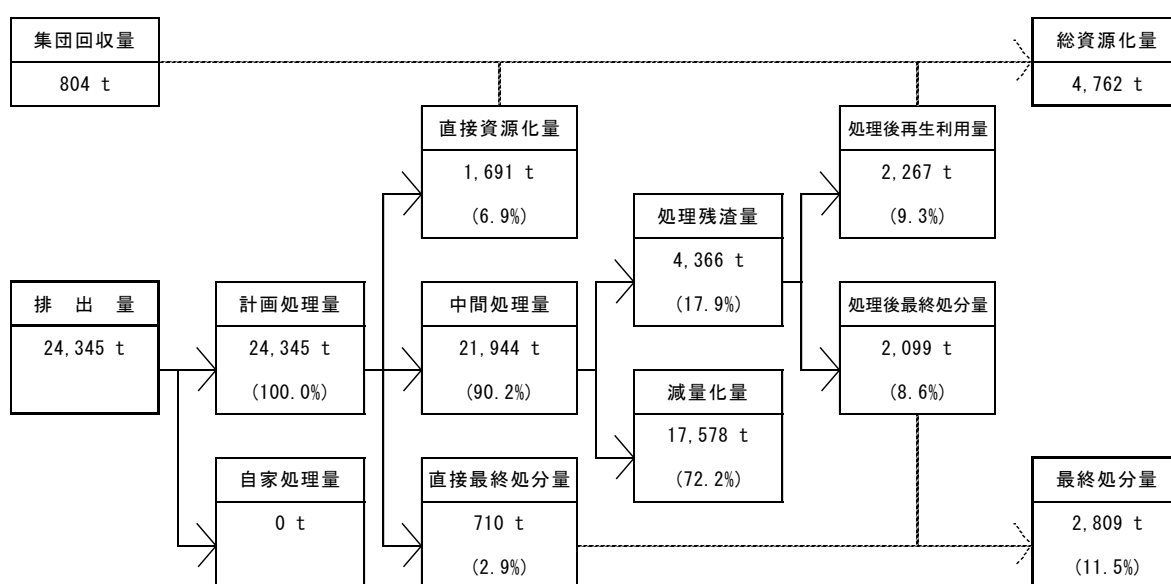 集団回収量
804 t
総資源化量
4,762 t
直接資源化量
1,691 t
(6.9%)
処理後再生利用量
2,267 t
(9.3%)
処理残渣量
4,366 t
(17.9%)
排 出 量
24,345 t
計画処理量
24,345 t
(100.0%)
中間処理量
21,944 t
(90.2%)
処理後最終処分量
2,099 t
(8.6%)
減量化量
17,578 t
(72.2%)
自家処理量
0 t
直接最終処分量
710 t
(2.9%)
最終処分量
2,809 t
(11.5%)